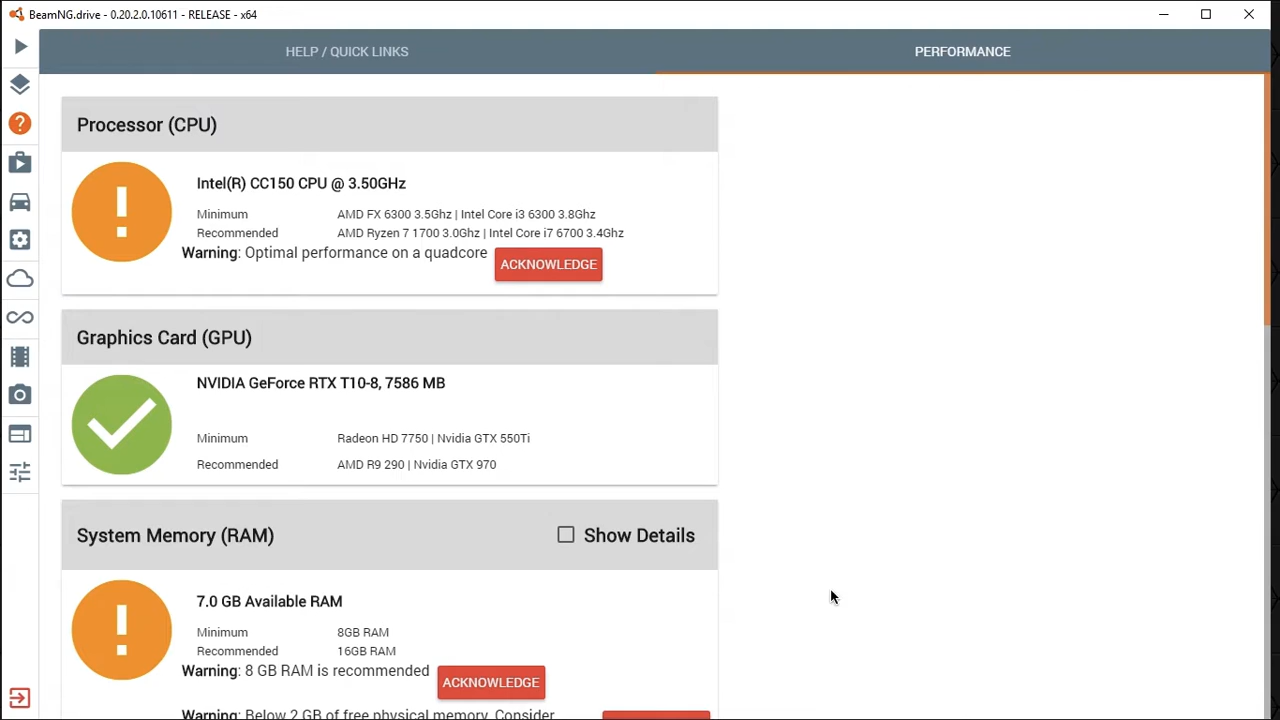 BeamNG.drive - 0.20.2.0.10611 - RELEASE - x64
HELP / QUICK LINKS
PERFORMANCE
Processor (CPU)
Intel(R) CC150 CPU @ 3.50GHz
Minimum AMD FX 6300 3.5Ghz | Intel Core i3 6300 3.8Ghz
Recommended AMD Ryzen 7 1700 3.0Ghz | Intel Core i7 6700 3.4Ghz
Warning: Optimal performance on a quadcore ACKNOWLEDGE
Graphics Card (GPU)
NVIDIA GeForce RTX T10-8, 7586 MB
Minimum Radeon HD 7750 | Nvidia GTX 550Ti
Recommended AMD R9 290 | Nvidia GTX 970
System Memory (RAM) Show Details
7.0 GB Available RAM
Minimum 8GB RAM
Recommended 16GB RAM
Warning: 8 GB RAM is recommended ACKNOWLEDGE
Warning: Below 2 GB of free physical memory. Consider